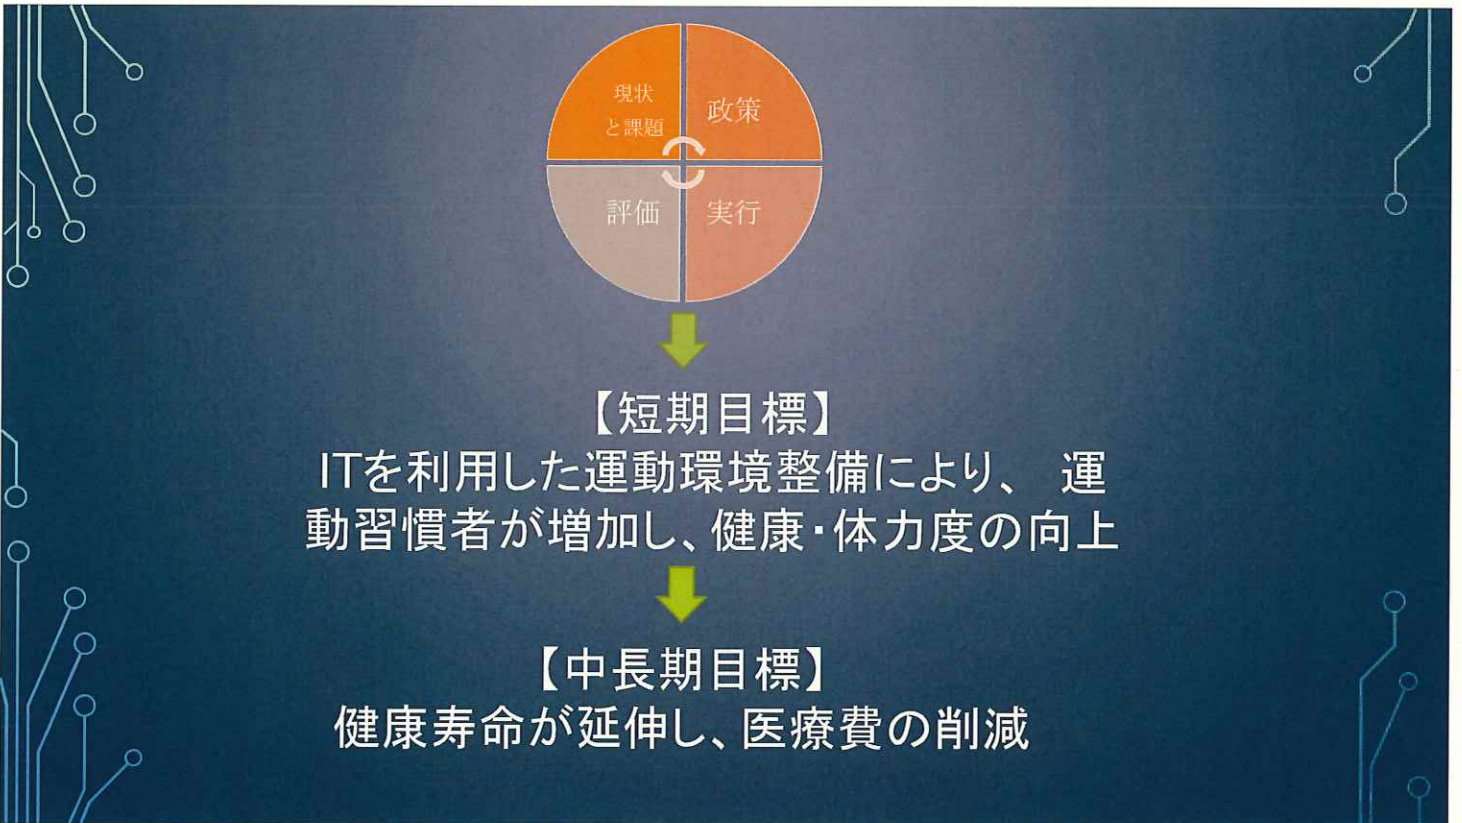 現状
と課題
政策
評価
実行
【短期目標】
ITを利用した運動環境整備により、 運
動習慣者が増加し、健康・体力度の向上
【中長期目標】
健康寿命が延伸し、医療費の削減